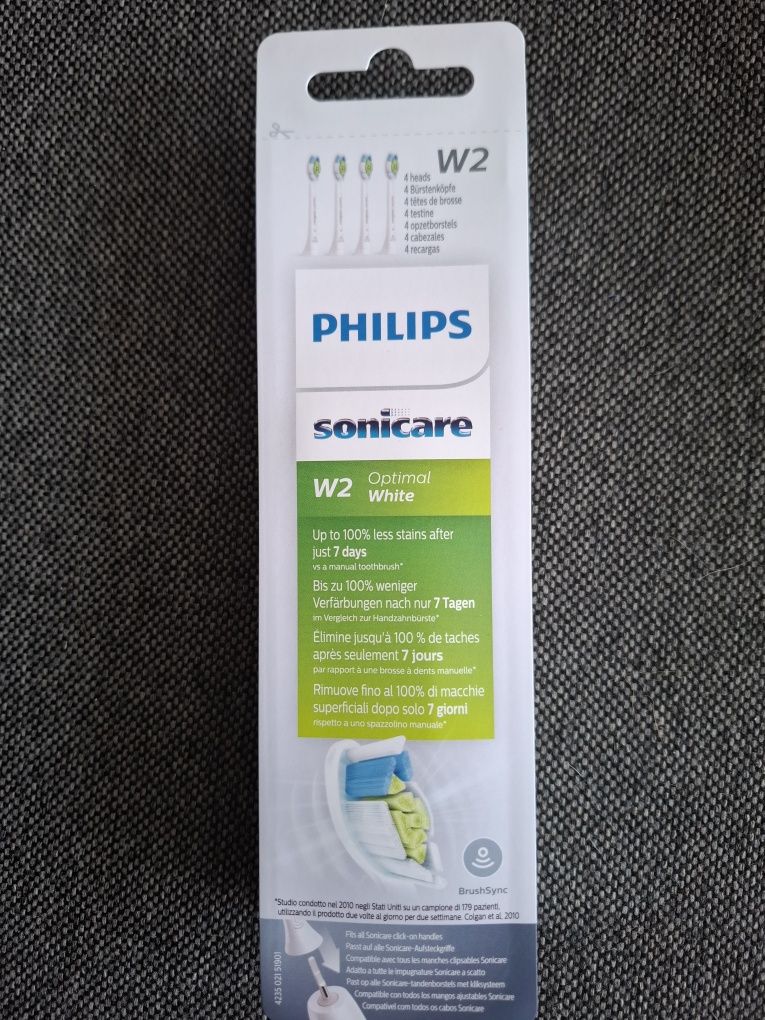 W2
4 heads
4 Bürstenköpfe
4 têtes de brosse
4 testine
4 opzetborstels
4 cabezales
4 recargas
PHILIPS
sonicare
W2 Optimal
White
Up to 100% less stains after
just 7 days
vs a manual toothbrush*
Bis zu 100% weniger
Verfärbungen nach nur 7 Tagen
im Vergleich zur Handzahnbürste*
Élimine jusqu'à 100 % de taches
après seulement 7 jours
par rapport à une brosse à dents manuelle*
Rimuove fino al 100% di macchie
superficiali dopo solo 7 giorni
rispetto a uno spazzolino manuale*
BrushSync
*Studio condotto nel 2010 negli Stati Uniti su un campione di 179 pazienti,
utilizzando il prodotto due volte al giorno per due settimane. Colgan et al, 2010
Fits all Sonicare click-on handles
Passt auf alle Sonicare-Aufsteckgriffe
Compatible avec tous les manches clipsables Sonicare
Adatto a tutte le impugnature Sonicare a scatto
Past op alle Sonicare-tandenborstels met kliksysteem
Compatible con todos los mangos ajustables Sonicare
Compatível com todos os cabos Sonicare
4235 021 51901